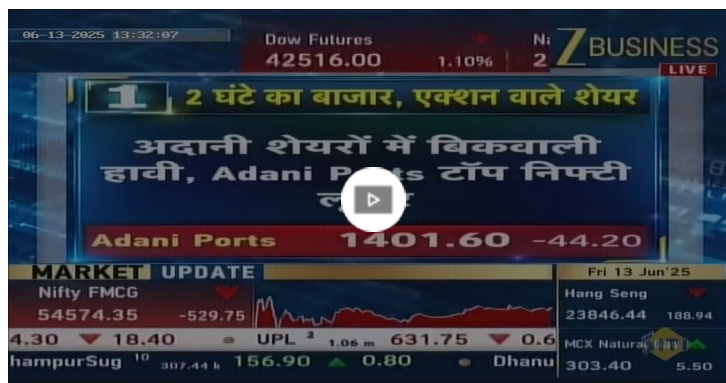 06-13-2025 13:32:07
Dow Futures
42516.00 1.10%
Z BUSINESS
LIVE
1 2 घंटे का बाजार, एक्शन वाले शेयर
अदानी शेयरों में बिकवाली
हावी, Adani टॉप निफ्टी
Adani Ports 1401.60 -44.20
MARKET UPDATE
Fri 13 Jun'25
Nifty FMCG
54574.35 -529.75
Hang Seng
23846.44 188.94
4.30 18.40 UPL 2 1.06 m 631.75 0.6
MCX Natural
hampurSug 10 307.44 k 156.90 0.80 Dhanu
303.40 5.50